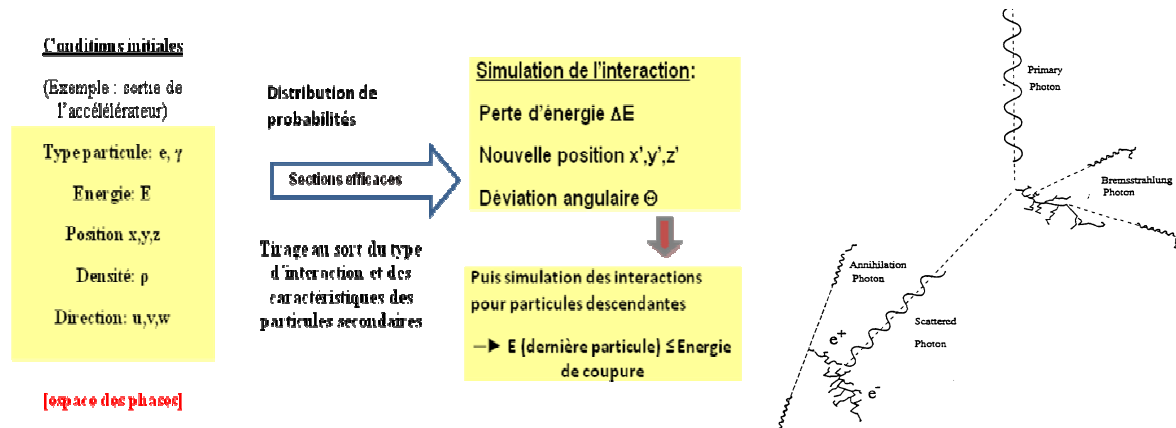 Conditions initiales
(Exemple : sortie de
l'accélélérateur)
Type particule: e, γ
Energie: E
Position x,y,z
Densité: ρ
Direction: u,v,w
[espace des phases]
Distribution de
probabilités
Sections efficaces
Tirage au sort du type
d'interaction et des
caractéristiques des
particules secondaires
Simulation de l'interaction:
Perte d'énergie ΔE
Nouvelle position x',y',z'
Déviation angulaire Θ
Puis simulation des interactions
pour particules descendantes
E (dernière particule) ≤ Energie
de coupure
Primary
Photon
Bremsstrahlung
Photon
Annihilation
Photon
Scattered
Photon
e+
e-